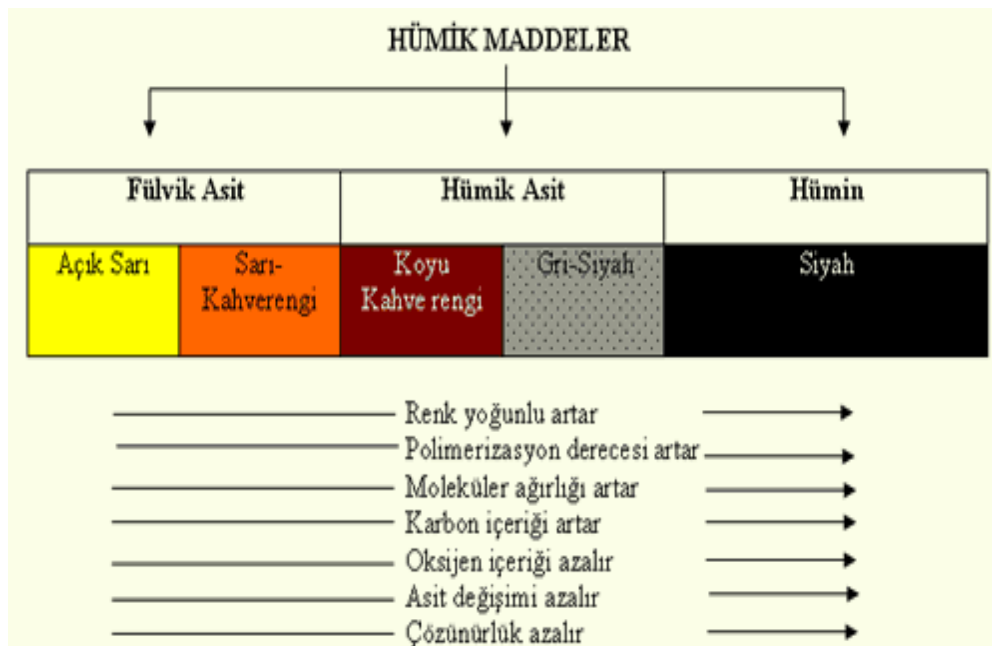 HÜMİK MADDELER
Fülvik Asit Hümik Asit Hümin
Açık Sarı Sarı- Koyu Gri-Siyah Siyah
Kahverengi Kahve rengi
Renk yoğunlu artar
Polimerizasyon derecesi artar
Moleküler ağırlığı artar
Karbon içeriği artar
Oksijen içeriği azalır
Asit değişimi azalır
Çözünürlük azalır